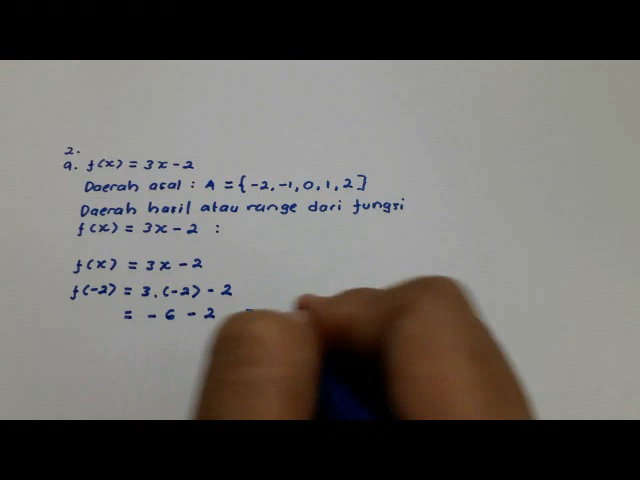 2.
a. f(x) = 3x - 2
Daerah asal : A = {-2, -1, 0, 1, 2}
Daerah hasil atau range dari fungsi
f(x) = 3x - 2 :
f(x) = 3x - 2
f(-2) = 3. (-2) - 2
= - 6 - 2